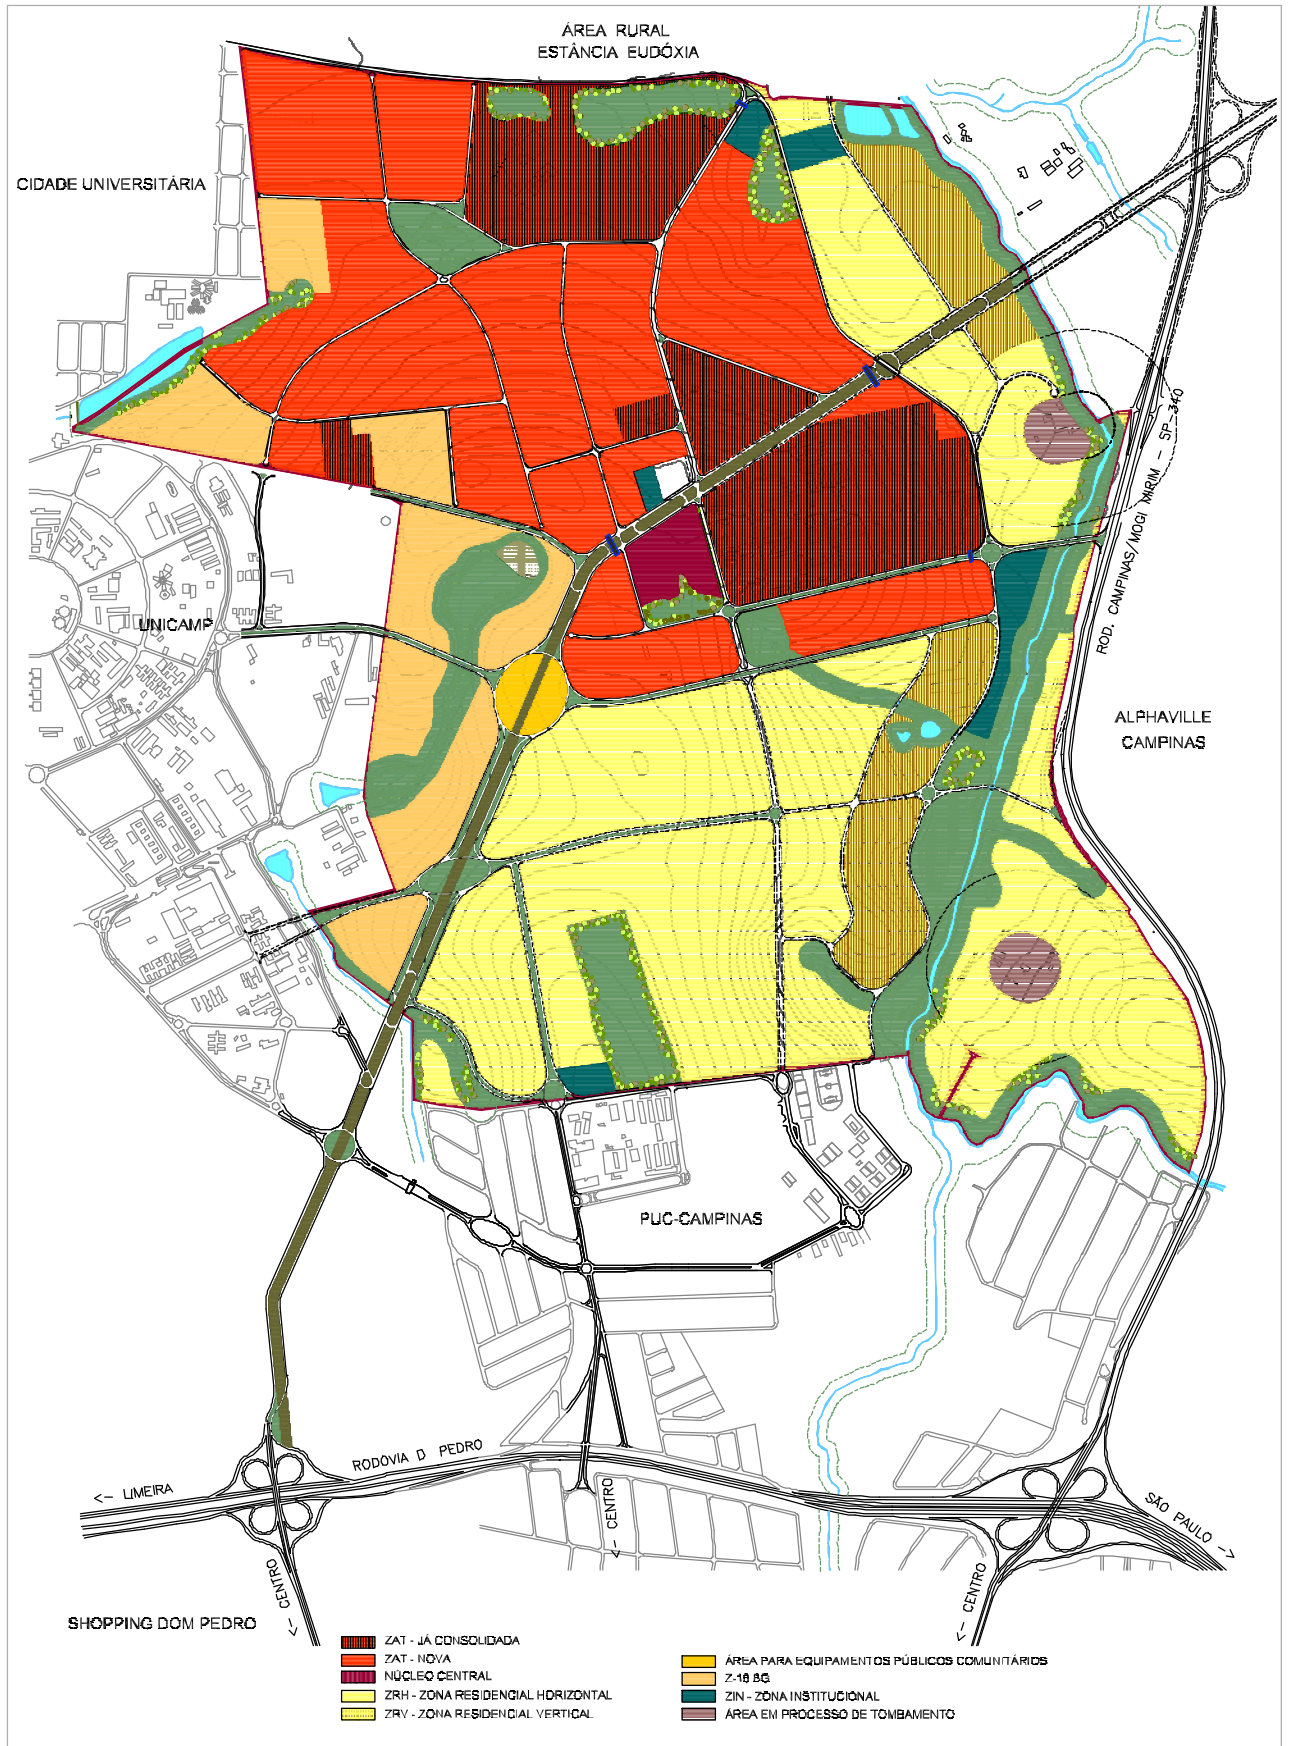 ÁREA RURAL
ESTÂNCIA EUDÓXIA
CIDADE UNIVERSITÁRIA
ROD. CAMPINAS/MOGI MIRIM - SP-340
UNICAMP
ALPHAVILLE
CAMPINAS
PUC-CAMPINAS
RODOVIA D PEDRO
<- LIMEIRA
<- CENTRO
SÃO PAULO ->
<- CENTRO
<- CENTRO
SHOPPING DOM PEDRO
ZAT - JÁ CONSOLIDADA
ZAT - NOVA
NÚCLEO CENTRAL
ZRH - ZONA RESIDENCIAL HORIZONTAL
ZRV - ZONA RESIDENCIAL VERTICAL
ÁREA PARA EQUIPAMENTOS PÚBLICOS COMUNITÁRIOS
Z-18 BG
ZIN - ZONA INSTITUCIONAL
ÁREA EM PROCESSO DE TOMBAMENTO